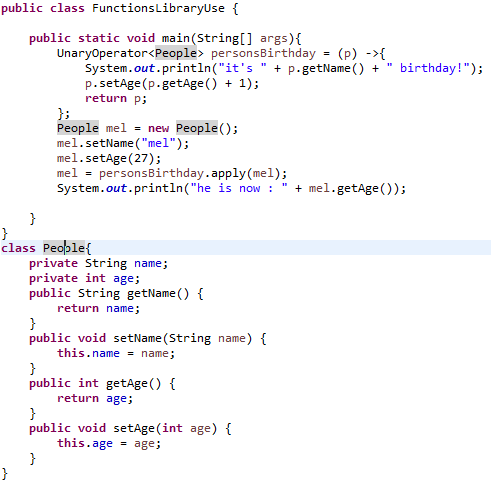 public class FunctionsLibraryUse {
public static void main(String[] args){
UnaryOperator<People> personsBirthday = (p) ->{
System.out.println("it's " + p.getName() + " birthday!");
p.setAge(p.getAge() + 1);
return p;
};
People mel = new People();
mel.setName("mel");
mel.setAge(27);
mel = personsBirthday.apply(mel);
System.out.println("he is now : " + mel.getAge());
}
}
class People{
private String name;
private int age;
public String getName() {
return name;
}
public void setName(String name) {
this.name = name;
}
public int getAge() {
return age;
}
public void setAge(int age) {
this.age = age;
}
}